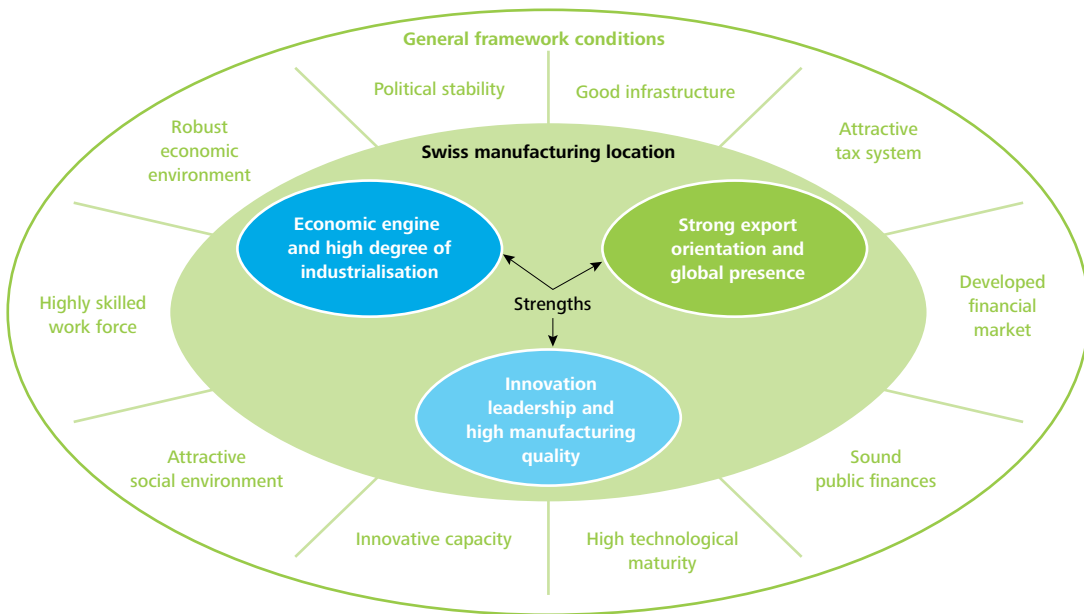 General framework conditions
Political stability
Good infrastructure
Robust
economic
environment
Attractive
tax system
Swiss manufacturing location
Economic engine
and high degree of
industrialisation
Strong export
orientation and
global presence
Highly skilled
work force
Strengths
Developed
financial
market
Innovation
leadership and
high manufacturing
quality
Attractive
social environment
Sound
public finances
Innovative capacity
High technological
maturity